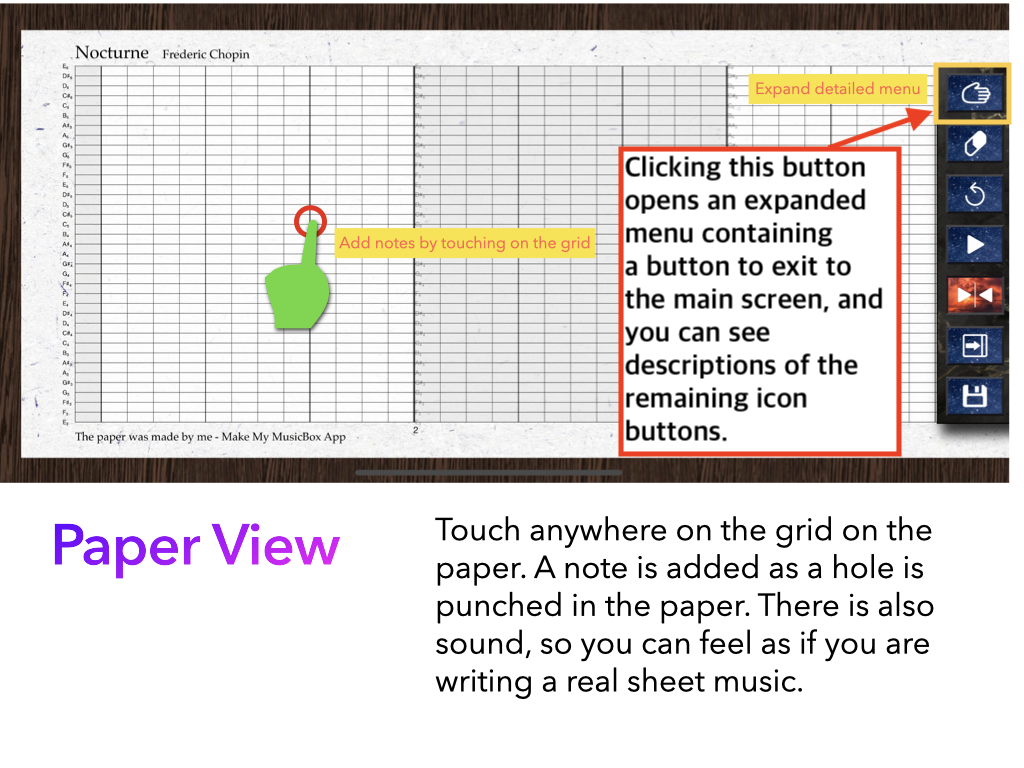 Nocturne Frederic Chopin
Expand detailed menu
Clicking this button
opens an expanded
menu containing
a button to exit to
the main screen, and
you can see
descriptions of the
remaining icon
buttons.
Add notes by touching on the grid
2
The paper was made by me - Make My MusicBox App
Paper View
Touch anywhere on the grid on the
paper. A note is added as a hole is
punched in the paper. There is also
sound, so you can feel as if you are
writing a real sheet music.